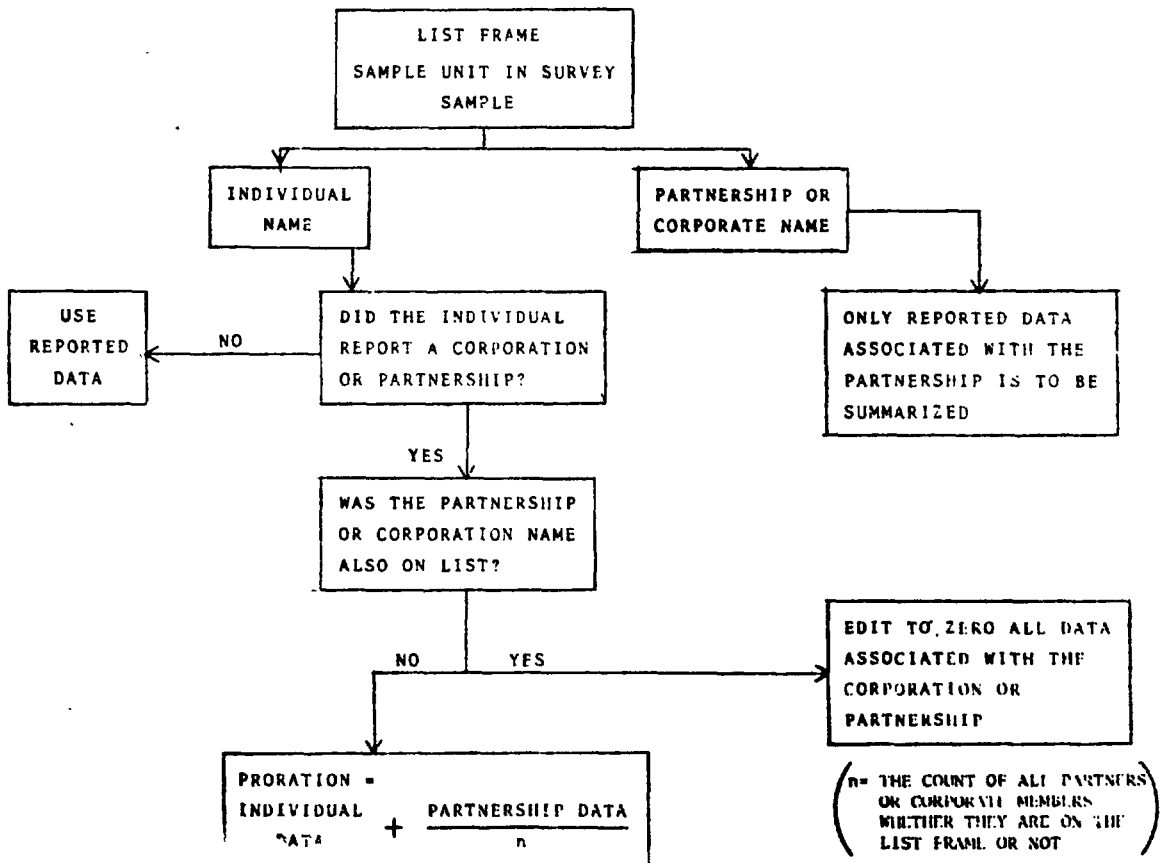 LIST FRAME
SAMPLE UNIT IN SURVEY
SAMPLE
INDIVIDUAL
NAME
PARTNERSHIP OR
CORPORATE NAME
USE
REPORTED
DATA
NO
DID THE INDIVIDUAL
REPORT A CORPORATION
OR PARTNERSHIP?
ONLY REPORTED DATA
ASSOCIATED WITH THE
PARTNERSHIP IS TO BE
SUMMARIZED
YES
WAS THE PARTNERSHIP
OR CORPORATION NAME
ALSO ON LIST?
NO
YES
EDIT TO ZERO ALL DATA
ASSOCIATED WITH THE
CORPORATION OR
PARTNERSHIP
PRORATION =
INDIVIDUAL
DATA
+
PARTNERSHIP DATA
n
(n= THE COUNT OF ALL PARTNERS
OR CORPORATE MEMBERS
WHETHER THEY ARE ON THE
LIST FRAME OR NOT)